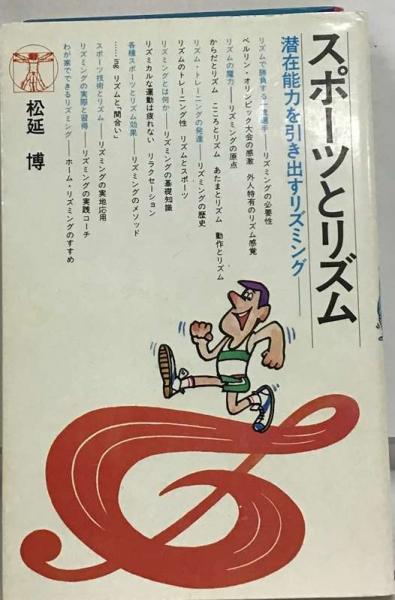 スポーツとリズム
潜在能力を引き出すリズミング
リズムで勝負する一流選手――リズミングの必要性
ベルリン・オリンピック大会の感激　外人特有のリズム感覚
リズムの魔力――リズミングの原点
からだとリズム　こころとリズム　あたまとリズム　動作とリズム
リズム・トレーニングの発達――リズミングの歴史
リズムのトレーニング性　リズムとスポーツ
リズミングとは何か――リズミングの基礎知識
リズミカルな運動は疲れない　リラクセーション
各種スポーツとリズム効果――リズミングのメソッド
……ing　リズムと「間合い」
スポーツ技術とリズム――リズミングの実地応用
リズミングの実際と習得――リズミングの実践コーチ
わが家でできるリズミング――ホーム・リズミングのすすめ
松延　博